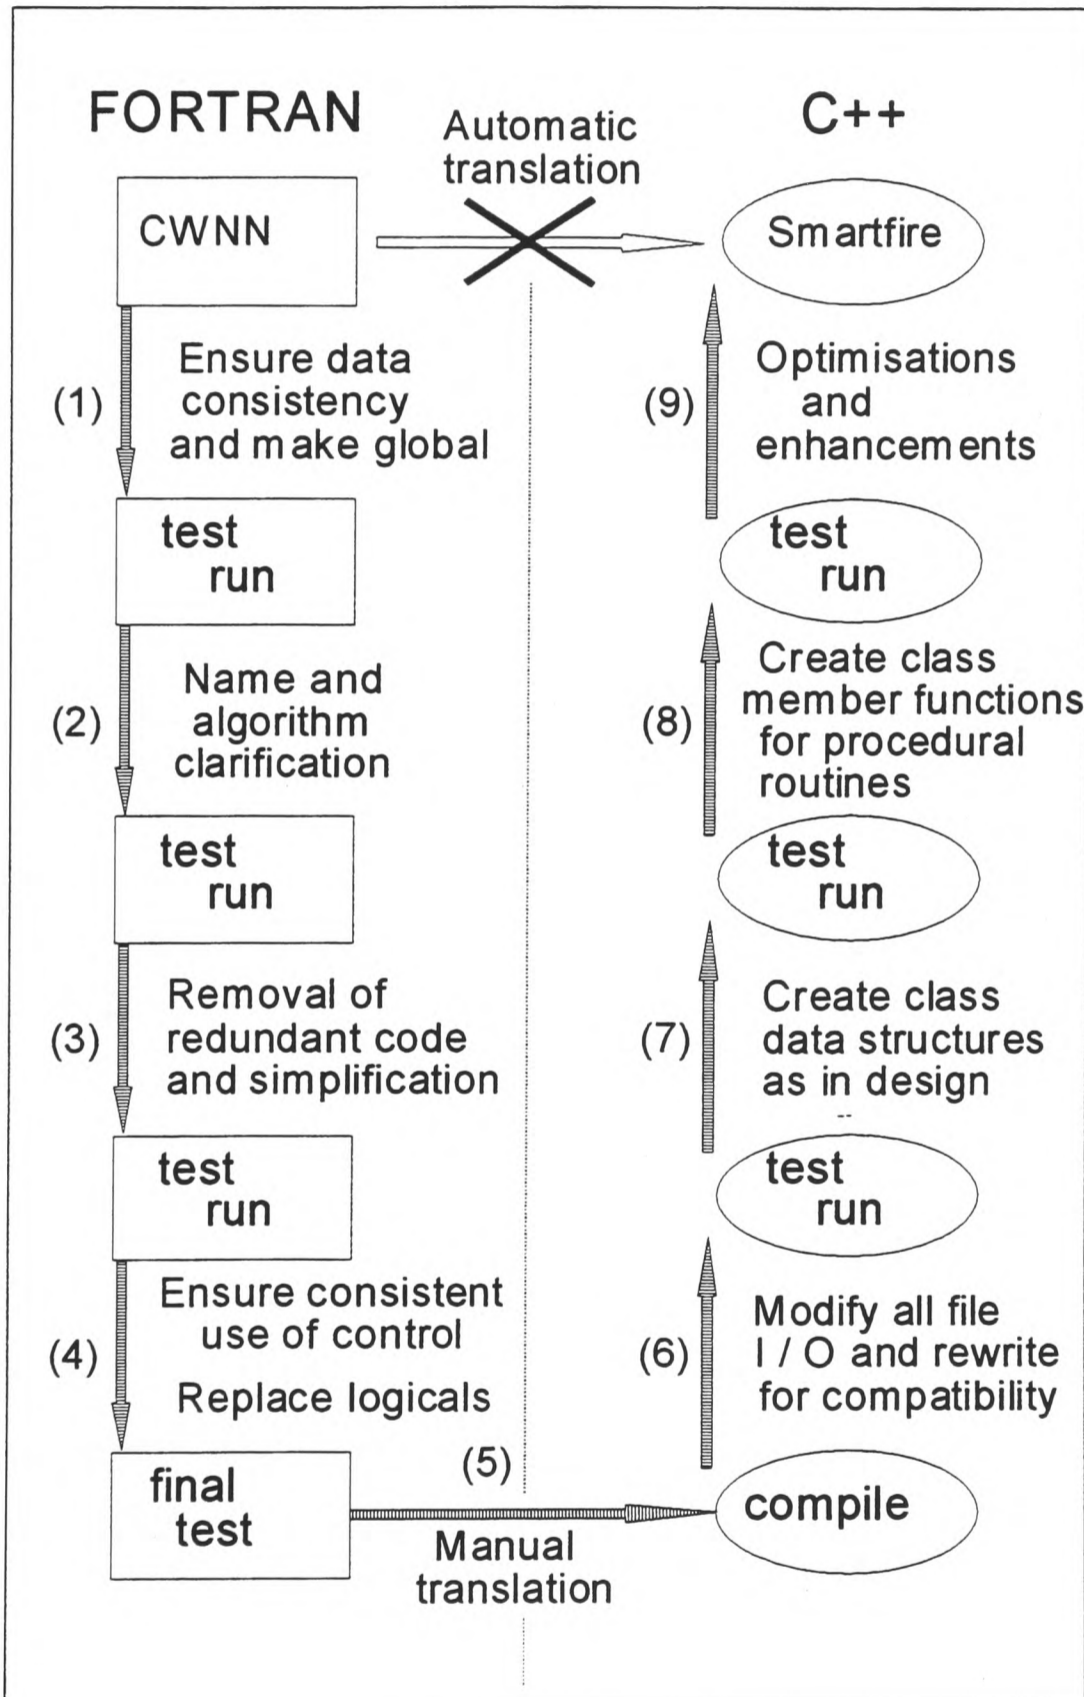 FORTRAN
Automatic
translation
C++
CWNN
Smartfire
(1)
Ensure data
consistency
and make global
(9)
Optimisations
and
enhancements
test
run
test
run
(2)
Name and
algorithm
clarification
(8)
Create class
member functions
for procedural
routines
test
run
test
run
(3)
Removal of
redundant code
and simplification
(7)
Create class
data structures
as in design
test
run
test
run
(4)
Ensure consistent
use of control
Replace logicals
(6)
Modify all file
I / O and rewrite
for compatibility
final
test
(5)
Manual
translation
compile